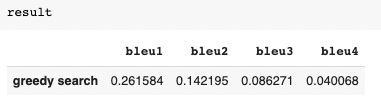 result
bleu1 bleu2 bleu3 bleu4
greedy search 0.261584 0.142195 0.086271 0.040068